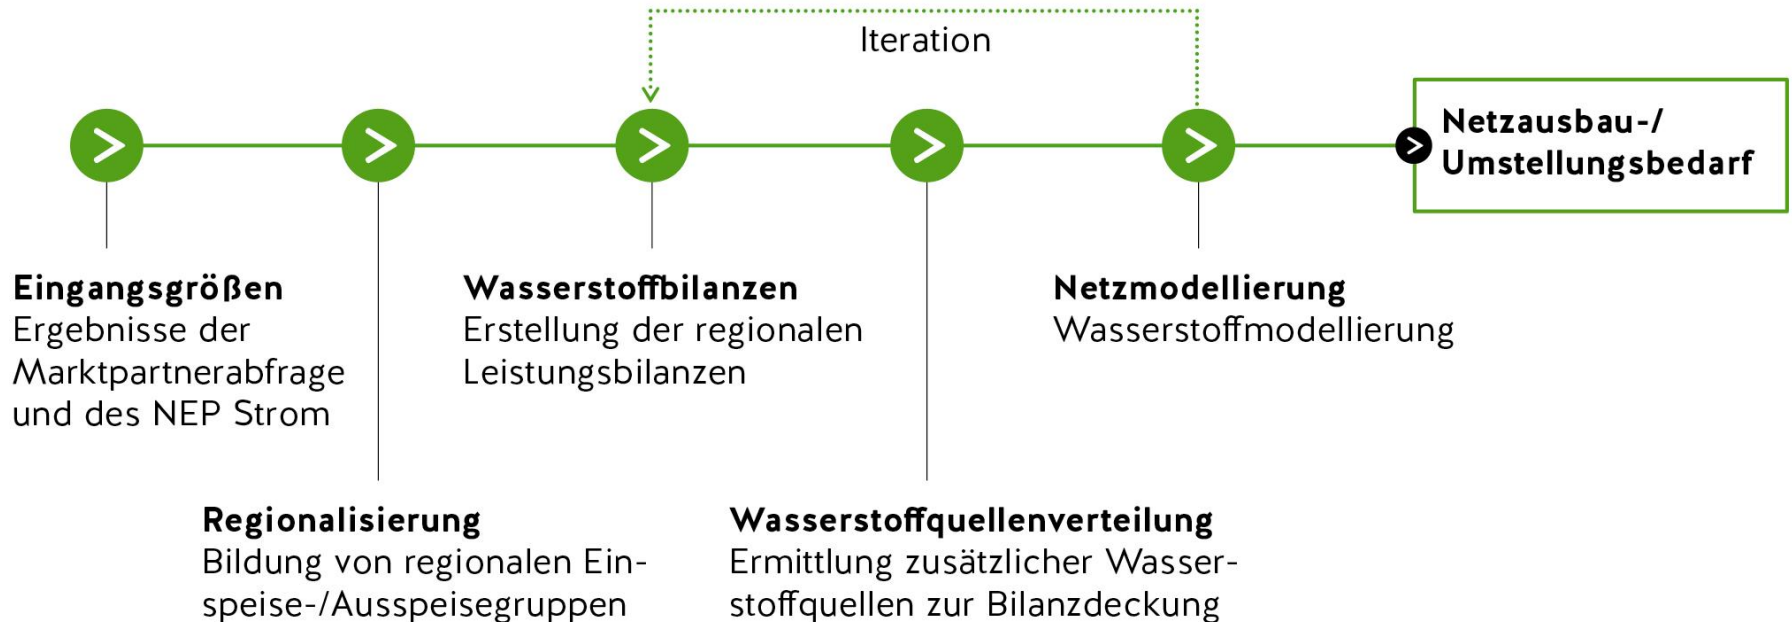 Iteration
Netzausbau-/
Umstellungsbedarf
Eingangsgrößen
Ergebnisse der
Marktpartnerabfrage
und des NEP Strom
Regionalisierung
Bildung von regionalen Ein-
speise-/Ausspeisegruppen
Wasserstoffbilanzen
Erstellung der regionalen
Leistungsbilanzen
Wasserstoffquellenverteilung
Ermittlung zusätzlicher Wasser-
stoffquellen zur Bilanzdeckung
Netzmodellierung
Wasserstoffmodellierung